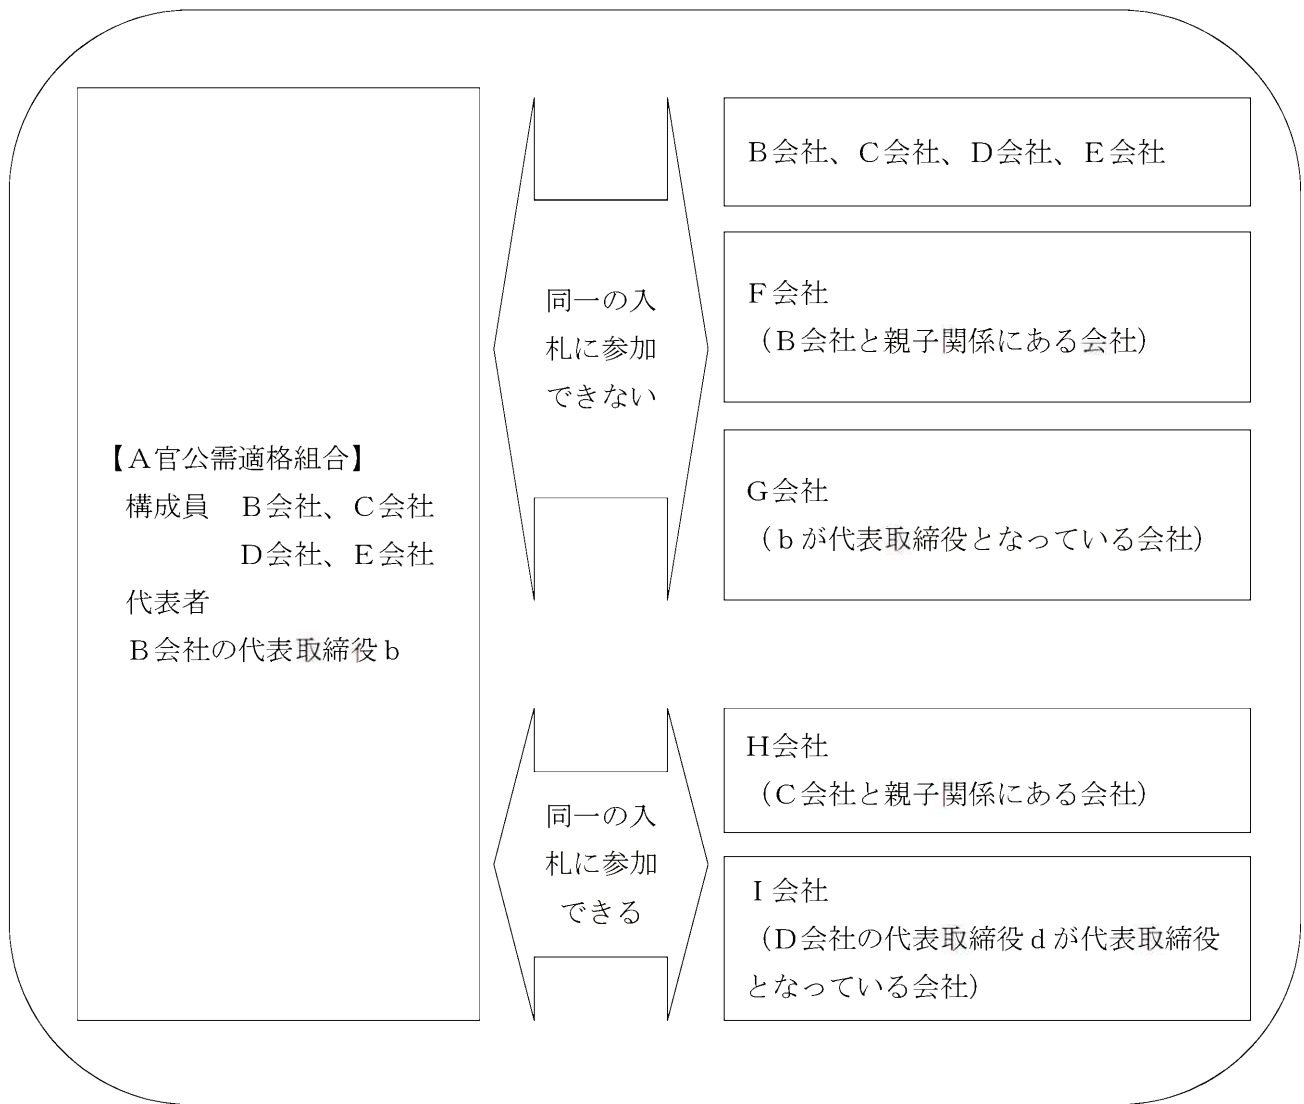 【Ａ官公需適格組合】
構成員　Ｂ会社、Ｃ会社
Ｄ会社、Ｅ会社
代表者
Ｂ会社の代表取締役ｂ
同一の入
札に参加
できない
Ｂ会社、Ｃ会社、Ｄ会社、Ｅ会社
Ｆ会社
（Ｂ会社と親子関係にある会社）
Ｇ会社
（ｂが代表取締役となっている会社）
同一の入
札に参加
できる
Ｈ会社
（Ｃ会社と親子関係にある会社）
Ｉ会社
（Ｄ会社の代表取締役ｄが代表取締役
となっている会社）